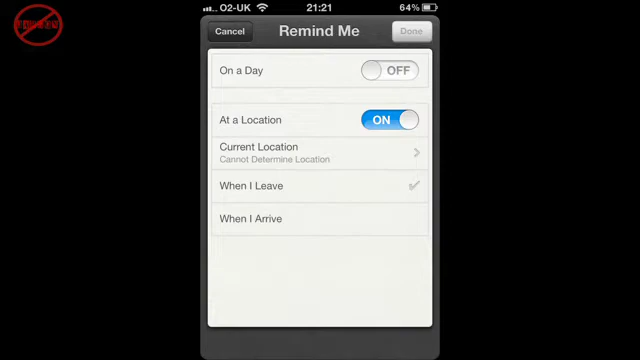 O2-UK 21:21 64%
Cancel Remind Me Done
On a Day OFF
At a Location ON
Current Location
Cannot Determine Location
When I Leave
When I Arrive